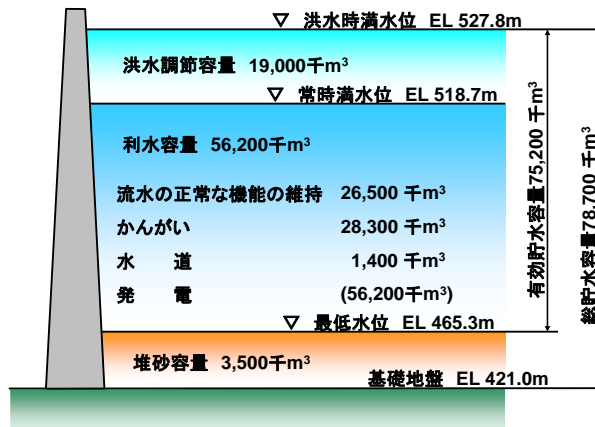 ▽ 洪水時満水位 EL 527.8m
洪水調節容量 19,000千m³
▽ 常時満水位 EL 518.7m
利水容量 56,200千m³
流水の正常な機能の維持 26,500 千m³
かんがい 28,300 千m³
水 道 1,400 千m³
発 電 (56,200千m³)
▽ 最低水位 EL 465.3m
堆砂容量 3,500千m³
基礎地盤 EL 421.0m
有効貯水容量75,200 千m³
総貯水容量78,700 千m³